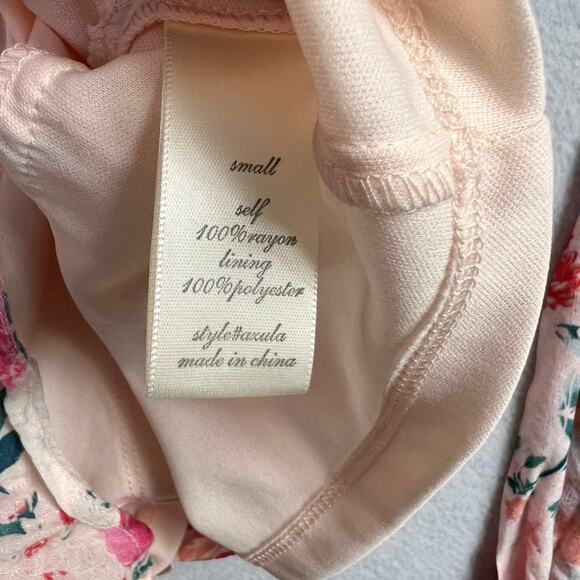 small
self
100%rayon
lining
100%polyester
style#azula
made in china